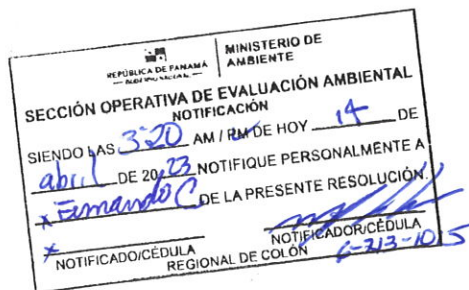 REPÚBLICA DE PANAMÁ
— GOBIERNO NACIONAL —
MINISTERIO DE
AMBIENTE
SECCIÓN OPERATIVA DE EVALUACIÓN AMBIENTAL
NOTIFICACIÓN
SIENDO LAS 3:20 AM / PM DE HOY 14 DE
abril DE 2023 NOTIFIQUE PERSONALMENTE A
x Fernando C DE LA PRESENTE RESOLUCIÓN.
x
NOTIFICADO/CÉDULA NOTIFICADOR/CÉDULA
REGIONAL DE COLÓN